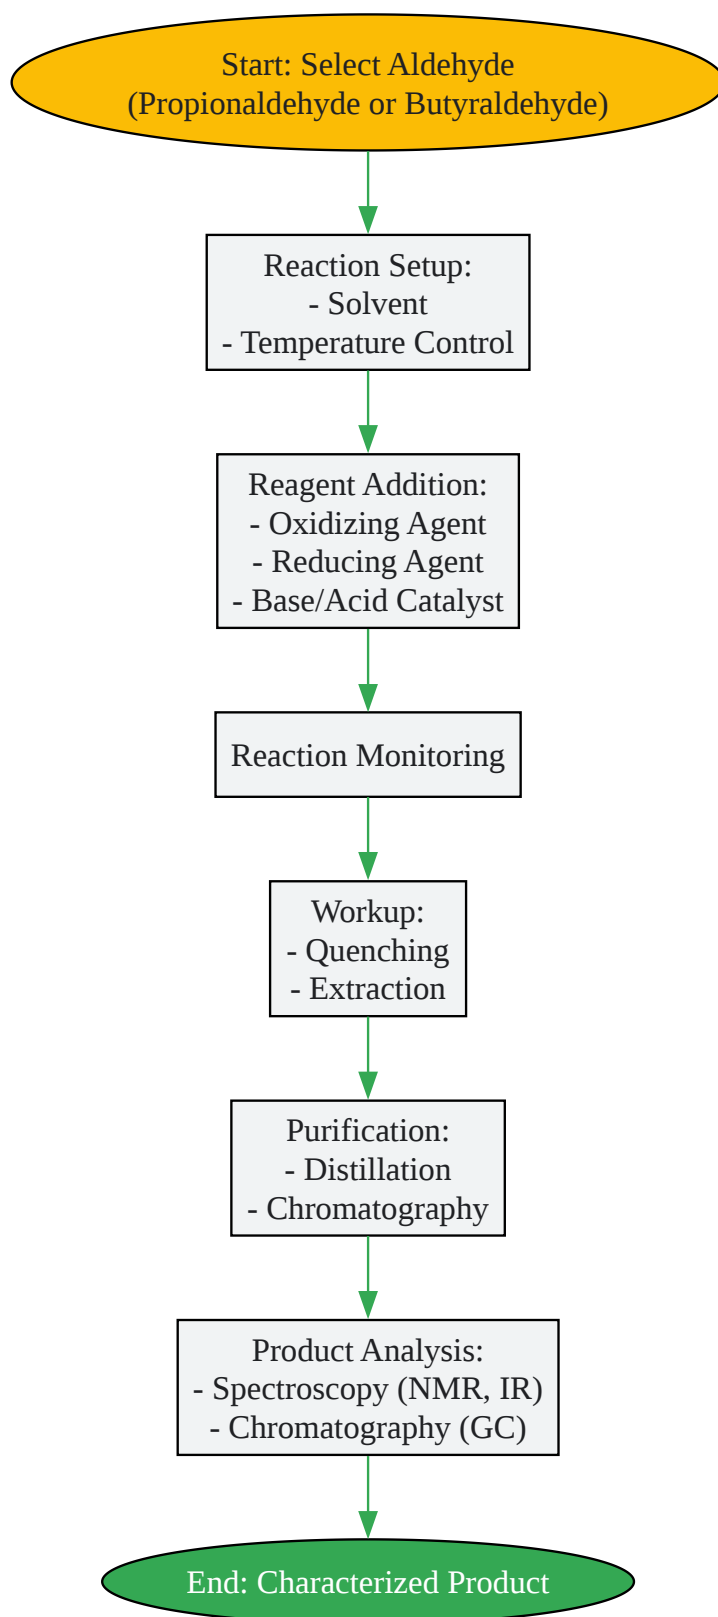 Start: Select Aldehyde
(Propionaldehyde or Butyraldehyde)
Reaction Setup:
- Solvent
- Temperature Control
Reagent Addition:
- Oxidizing Agent
- Reducing Agent
- Base/Acid Catalyst
Reaction Monitoring
Workup:
- Quenching
- Extraction
Purification:
- Distillation
- Chromatography
Product Analysis:
- Spectroscopy (NMR, IR)
- Chromatography (GC)
End: Characterized Product